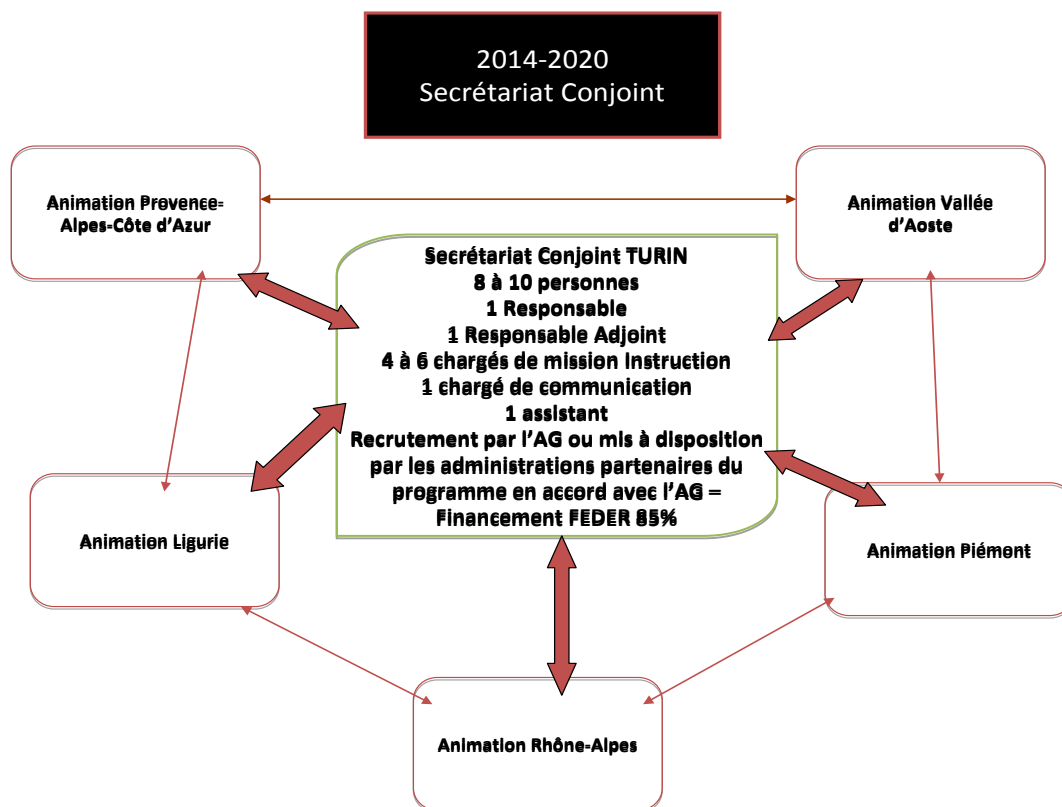 2014-2020
Secrétariat Conjoint
Animation Provence-
Alpes-Côte d’Azur
Animation Vallée
d’Aoste
Secrétariat Conjoint TURIN
8 à 10 personnes
1 Responsable
1 Responsable Adjoint
4 à 6 chargés de mission Instruction
1 chargé de communication
1 assistant
Recrutement par l’AG ou mis à disposition
par les administrations partenaires du
programme en accord avec l’AG –
Financement FEDER 85%
Animation Ligurie
Animation Piémont
Animation Rhône-Alpes